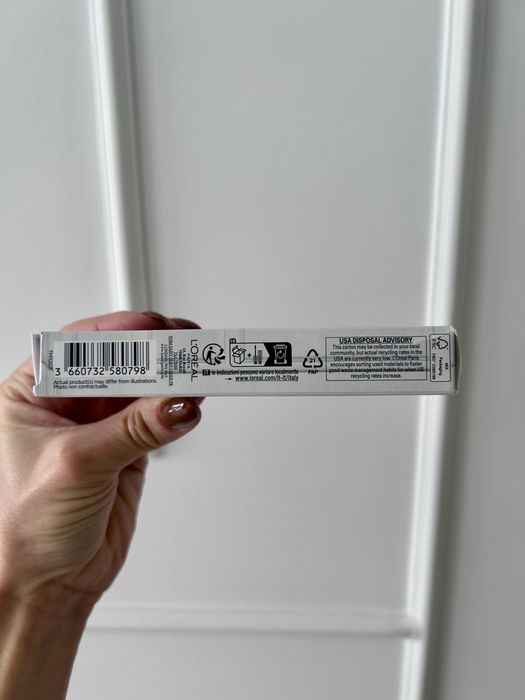 3 660732 580798
Actual product(s) may differ from illustrations.
Photo non contractuelle.
L'ORÉAL
le indicazioni possono variare localmente
→ www.loreal.com/it-it/italy
21
PAP
USA DISPOSAL ADVISORY
This carton may be collected in your local
community, but actual recycling rates in the
USA are currently very low. L'Oréal Paris
encourages sorting used materials to foster
good waste management habits for when US
recycling rates increase.
MIX
Packaging